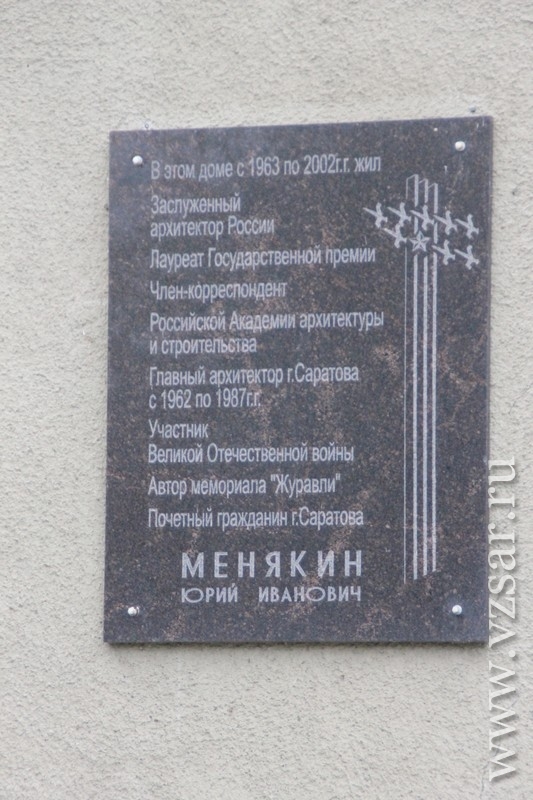 В этом доме с 1963 по 2002г.г. жил
Заслуженный
архитектор России
Лауреат Государственной премии
Член-корреспондент
Российской Академии архитектуры
и строительства
Главный архитектор г.Саратова
с 1962 по 1987г.г.
Участник
Великой Отечественной войны
Автор мемориала "Журавли"
Почетный гражданин г.Саратова
МЕНЯКИН
ЮРИЙ ИВАНОВИЧ
www.vzsar.ru